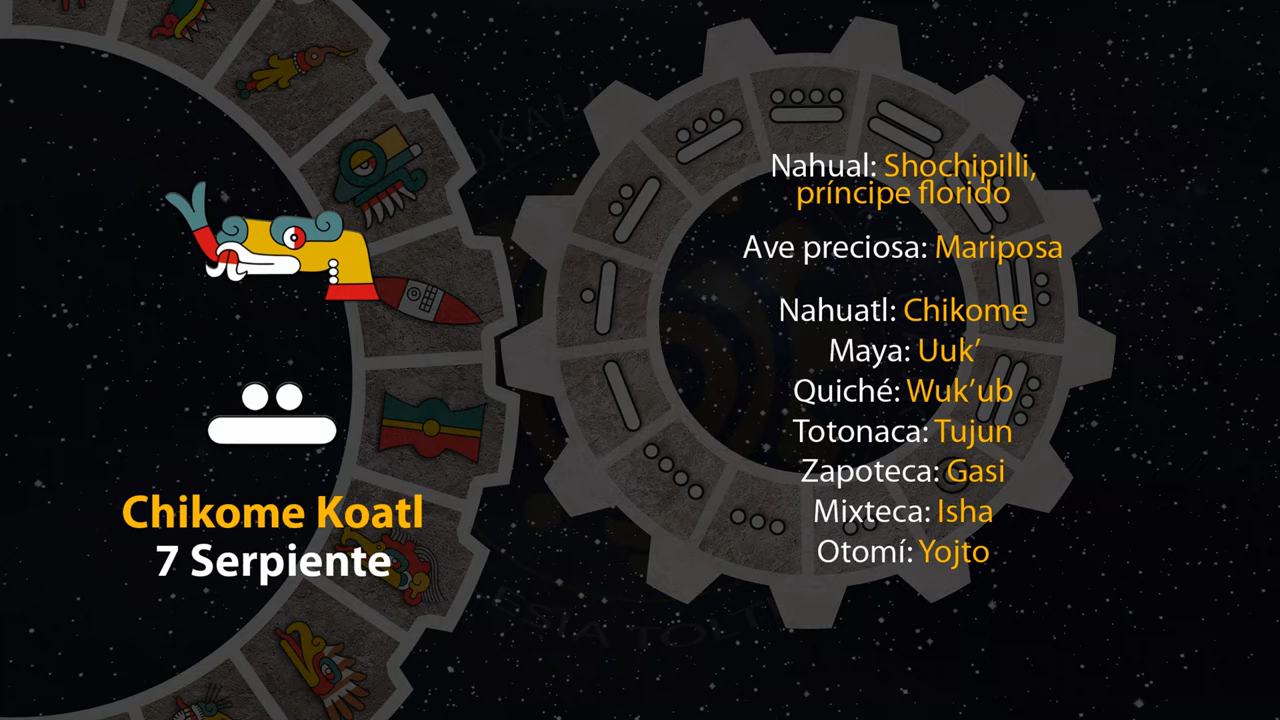 Nahual: Shochipilli,
príncipe florido
Ave preciosa: Mariposa
Nahuatl: Chikome
Maya: Uuk’
Quiché: Wuk’ub
Totonaca: Tujun
Zapoteca: Gasi
Mixteca: Isha
Otomí: Yojto
Chikome Koatl
7 Serpiente